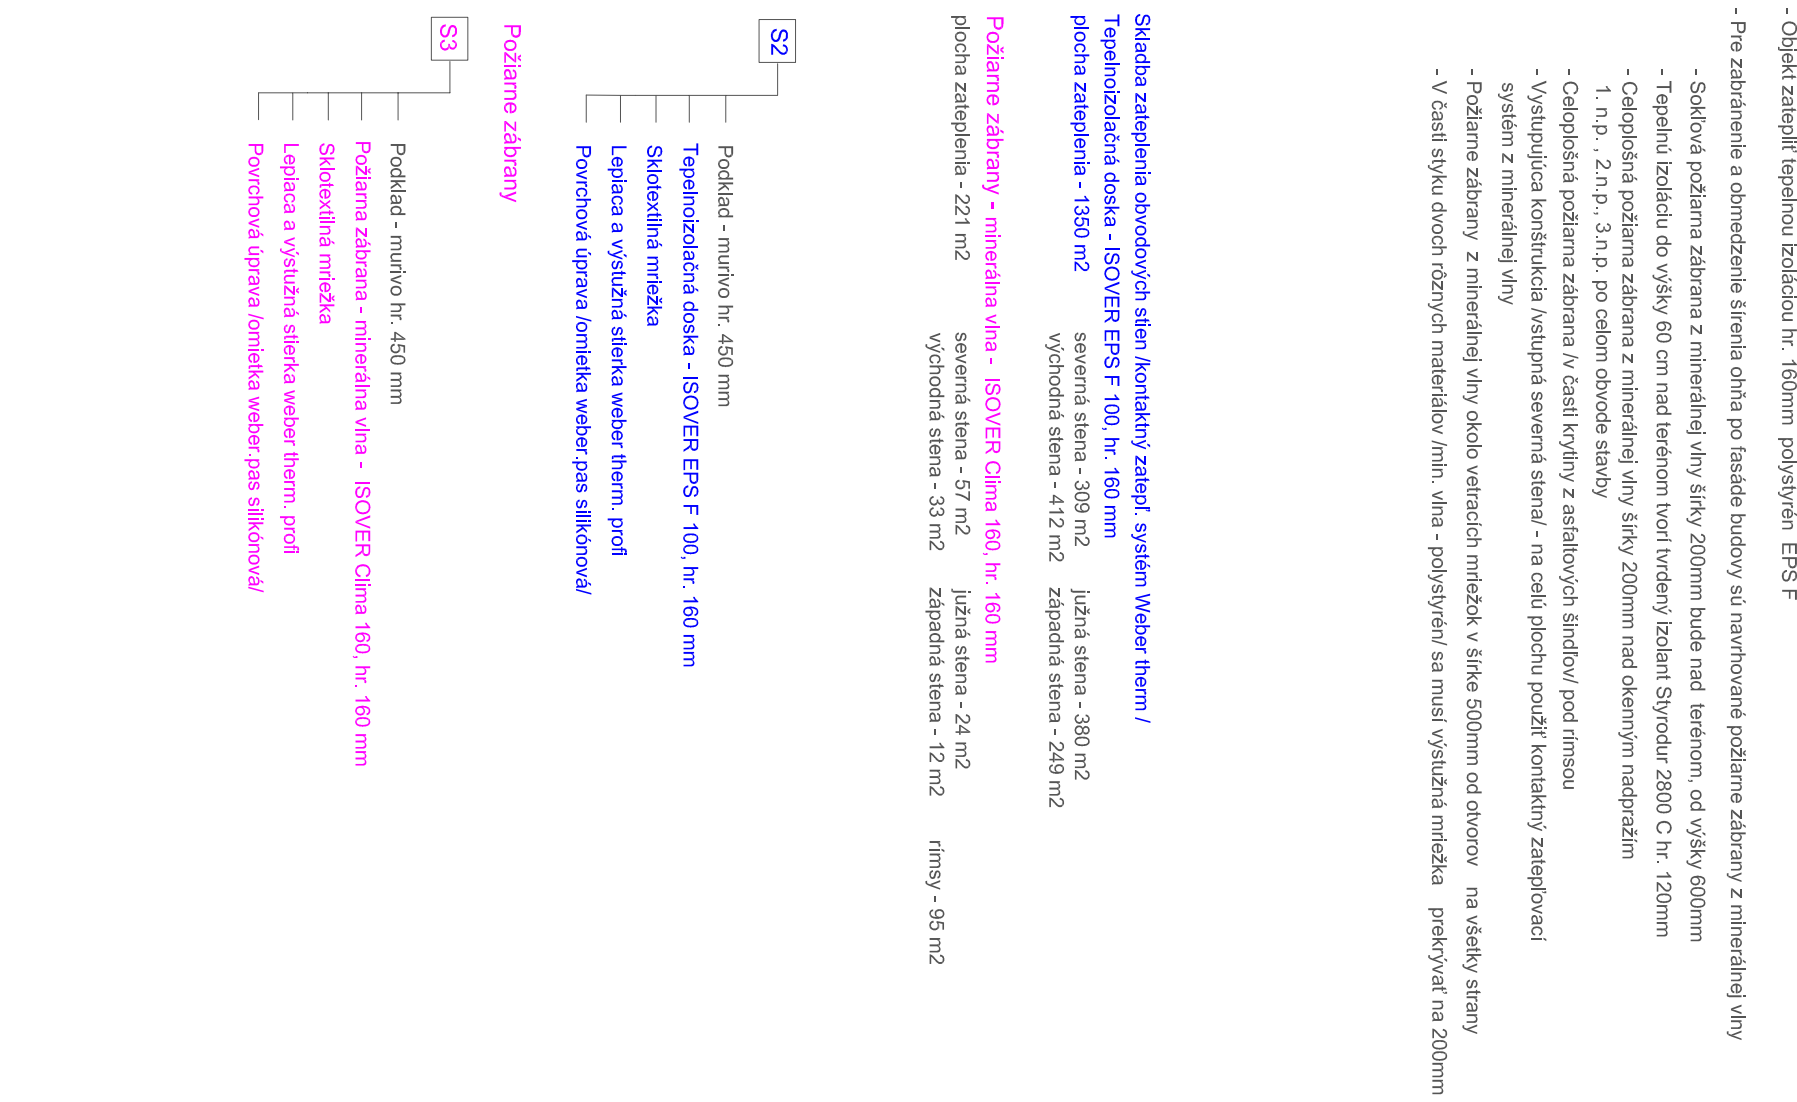 - Objekt zatepliť tepelnou izoláciou hr. 160mm polystyrén EPS F
- Pre zabránenie a obmedzenie šírenia ohňa po fasáde budovy sú navrhované požiarne zábrany z minerálnej vlny
- Sokľová požiarna zábrana z minerálnej vlny šírky 200mm bude nad terénom, od výšky 600mm
- Tepelnú izoláciu do výšky 60 cm nad terénom tvorí tvrdený izolant Styrodur 2800 C hr. 120mm
- Celoplošná požiarna zábrana z minerálnej vlny šírky 200mm nad okenným nadpražím
1. n.p. , 2.n.p., 3.n.p. po celom obvode stavby
- Celoplošná požiarna zábrana /v časti krytiny z asfaltových šindľov/ pod rímsou
- Vystupujúca konštrukcia /vstupná severná stena/ - na celú plochu použiť kontaktný zatepľovací
systém z minerálnej vlny
- Požiarne zábrany z minerálnej vlny okolo vetracích mriežok v šírke 500mm od otvorov na všetky strany
- V časti styku dvoch rôznych materiálov /min. vlna - polystyrén/ sa musí výstužná mriežka prekrývať na 200mm
Skladba zateplenia obvodových stien /kontaktný zatepľ. systém Weber therm /
Tepelnoizolačná doska - ISOVER EPS F 100, hr. 160 mm
plocha zateplenia - 1350 m2 severná stena - 309 m2 južná stena - 380 m2
východná stena - 412 m2 západná stena - 249 m2
Požiarne zábrany - minerálna vlna - ISOVER Clima 160, hr. 160 mm
plocha zateplenia - 221 m2 severná stena - 57 m2 južná stena - 24 m2
východná stena - 33 m2 západná stena - 12 m2 rímsy - 95 m2
S2
Podklad - murivo hr. 450 mm
Tepelnoizolačná doska - ISOVER EPS F 100, hr. 160 mm
Sklotextilná mriežka
Lepiaca a výstužná stierka weber therm. profi
Povrchová úprava /omietka weber.pas silikónová/
Požiarne zábrany
S3
Podklad - murivo hr. 450 mm
Požiarna zábrana - minerálna vlna - ISOVER Clima 160, hr. 160 mm
Sklotextilná mriežka
Lepiaca a výstužná stierka weber therm. profi
Povrchová úprava /omietka weber.pas silikónová/